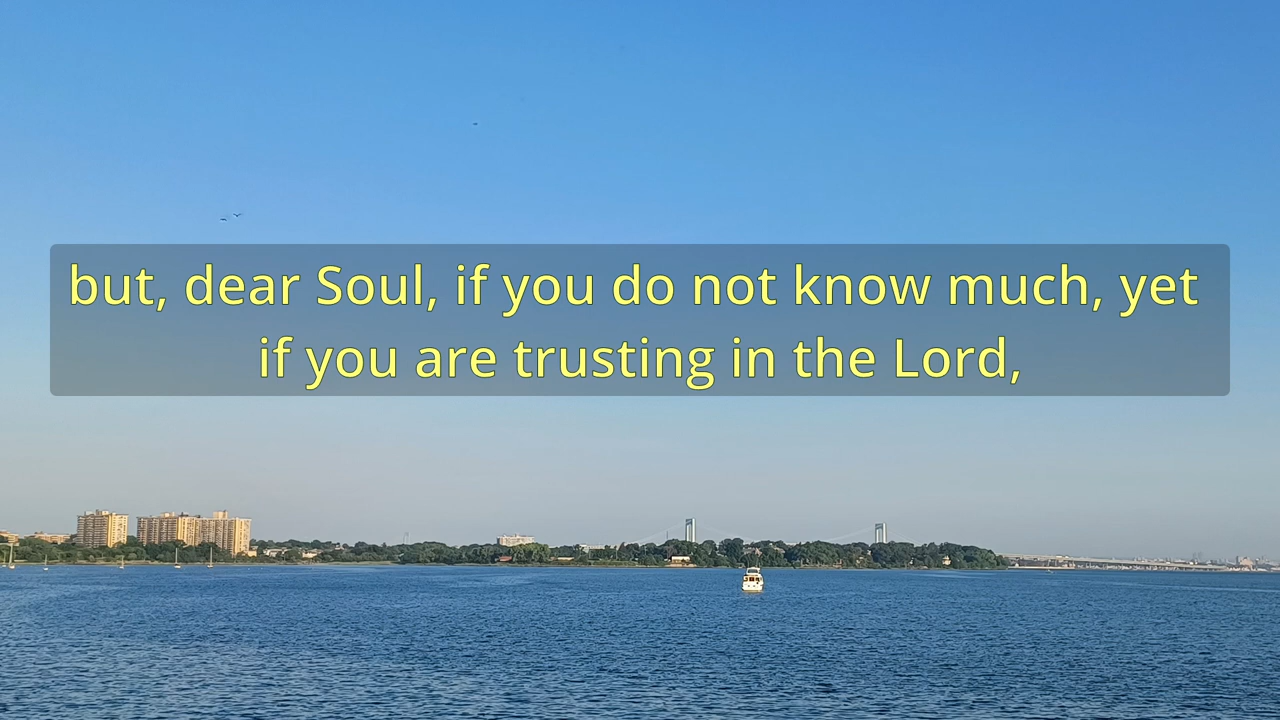 but, dear Soul, if you do not know much, yet
if you are trusting in the Lord,